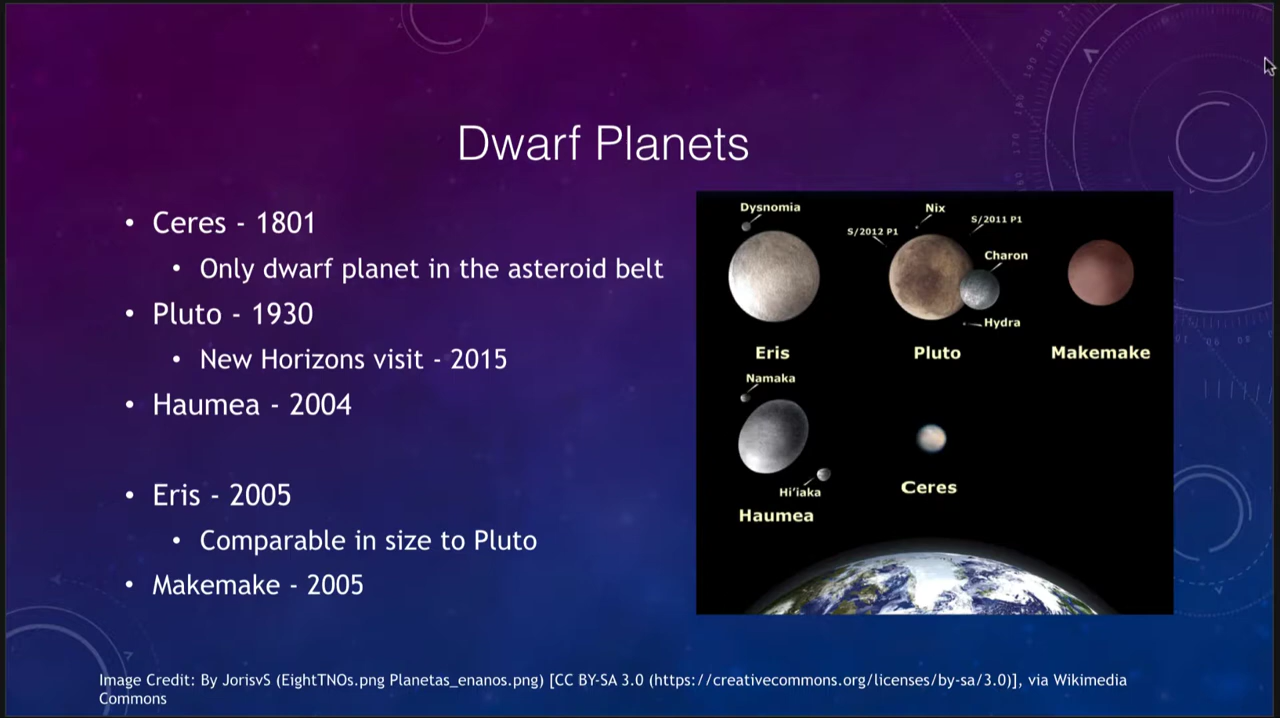 Dwarf Planets
• Ceres - 1801
• Only dwarf planet in the asteroid belt
• Pluto - 1930
• New Horizons visit - 2015
• Haumea - 2004
• Eris - 2005
• Comparable in size to Pluto
• Makemake - 2005
Dysnomia
Eris
Nix
S/2011 P1
S/2012 P1
Charon
Hydra
Pluto
Makemake
Namaka
Hi'iaka
Haumea
Ceres
Image Credit: By JorisvS (EightTNOs.png Planetas_enanos.png) [CC BY-SA 3.0 (https://creativecommons.org/licenses/by-sa/3.0)], via Wikimedia
Commons